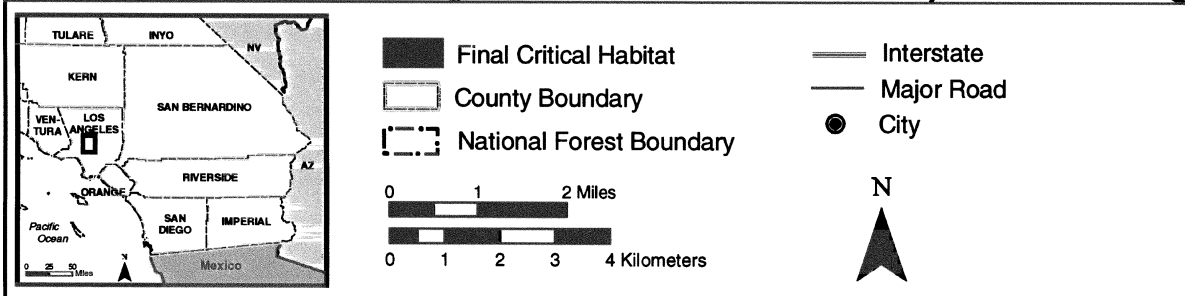 TULARE INYO
NV
KERN
SAN BERNARDINO
VEN-
TURA
LOS
ANGELES
AZ
ORANGE
RIVERSIDE
SAN
DIEGO
IMPERIAL
Pacific
Ocean
Mexico
N
0 25 50
Miles
Final Critical Habitat
County Boundary
National Forest Boundary
0 1 2 Miles
0 1 2 3 4 Kilometers
Interstate
Major Road
City
N